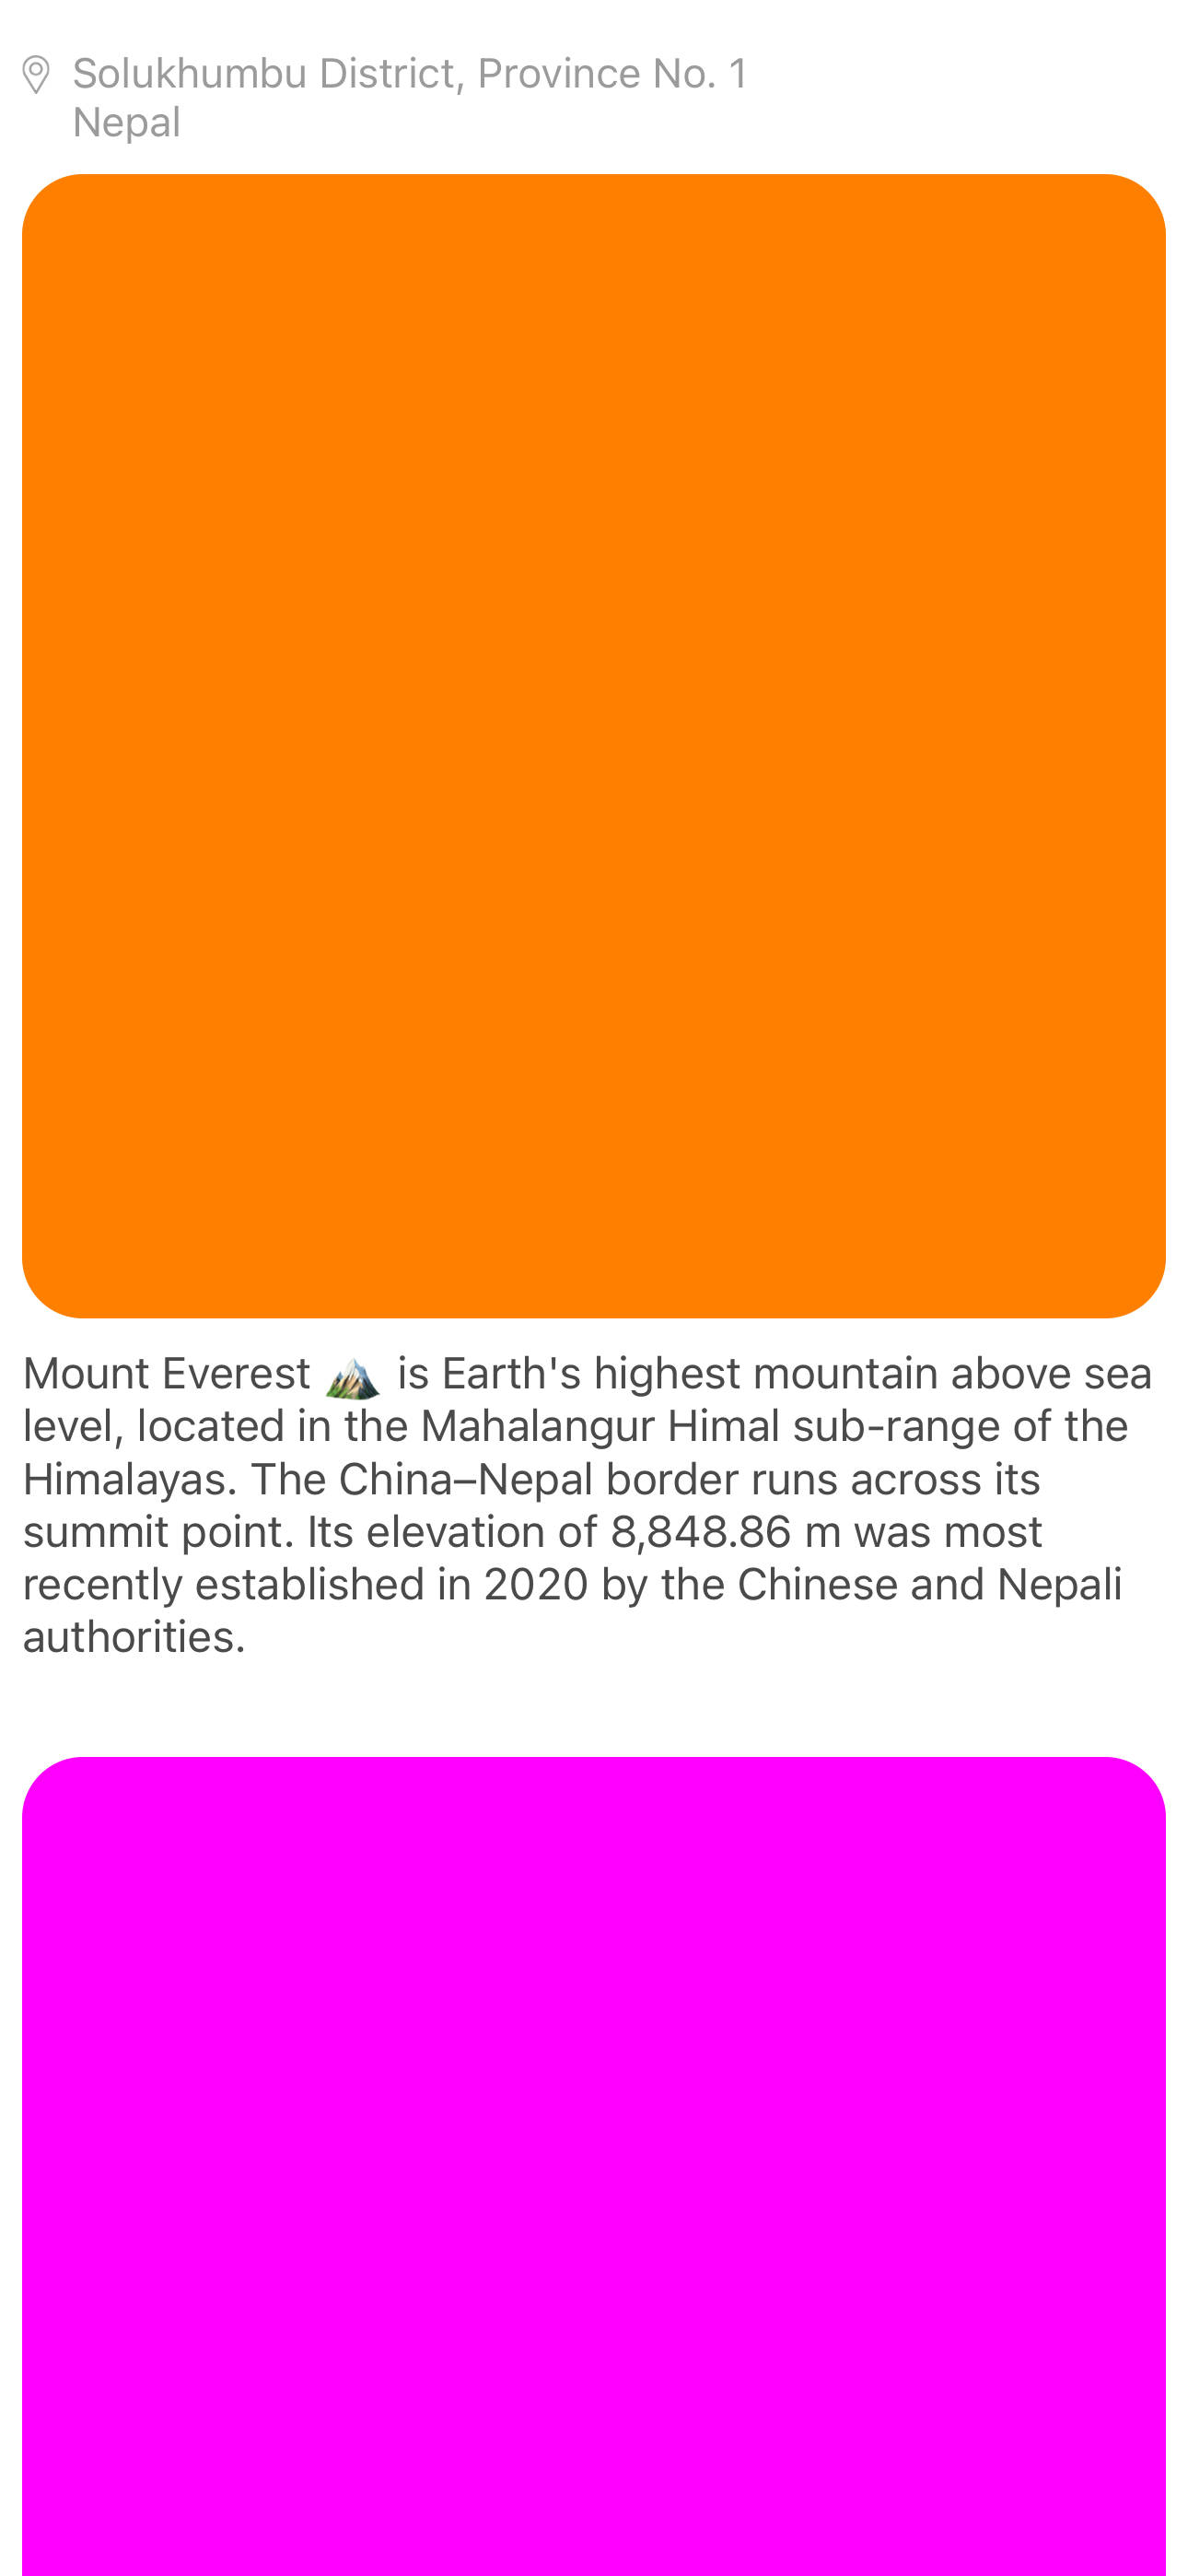 Solukhumbu District, Province No. 1
Nepal
Mount Everest 🏔️ is Earth's highest mountain above sea
level, located in the Mahalangur Himal sub-range of the
Himalayas. The China–Nepal border runs across its
summit point. Its elevation of 8,848.86 m was most
recently established in 2020 by the Chinese and Nepali
authorities.